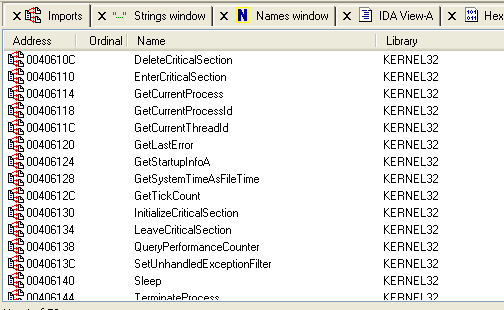 Imports "..." Strings window N Names window IDA View-A Hex
Address Ordinal Name Library
0040610C DeleteCriticalSection KERNEL32
00406110 EnterCriticalSection KERNEL32
00406114 GetCurrentProcess KERNEL32
00406118 GetCurrentProcessId KERNEL32
0040611C GetCurrentThreadId KERNEL32
00406120 GetLastError KERNEL32
00406124 GetStartupInfoA KERNEL32
00406128 GetSystemTimeAsFileTime KERNEL32
0040612C GetTickCount KERNEL32
00406130 InitializeCriticalSection KERNEL32
00406134 LeaveCriticalSection KERNEL32
00406138 QueryPerformanceCounter KERNEL32
0040613C SetUnhandledExceptionFilter KERNEL32
00406140 Sleep KERNEL32
00406144 TerminateProcess KERNEL32